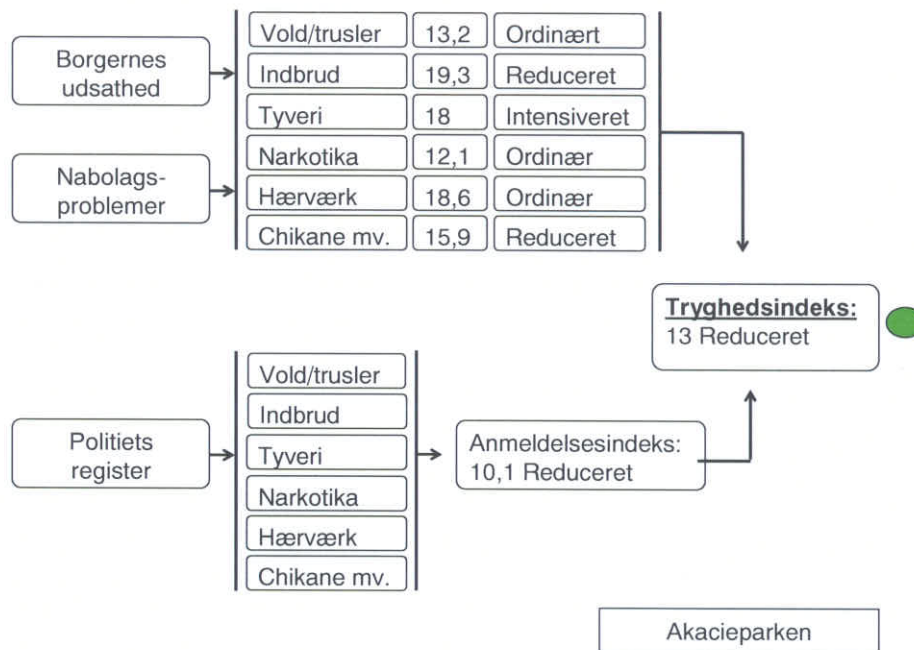 Borgernes
udsathed
Nabolags-
problemer
Vold/trusler 13,2 Ordinært
Indbrud 19,3 Reduceret
Tyveri 18 Intensiveret
Narkotika 12,1 Ordinær
Hærværk 18,6 Ordinær
Chikane mv. 15,9 Reduceret
Tryghedsindeks:
13 Reduceret
Politiets
register
Vold/trusler
Indbrud
Tyveri
Narkotika
Hærværk
Chikane mv.
Anmeldelsesindeks:
10,1 Reduceret
Akacieparken